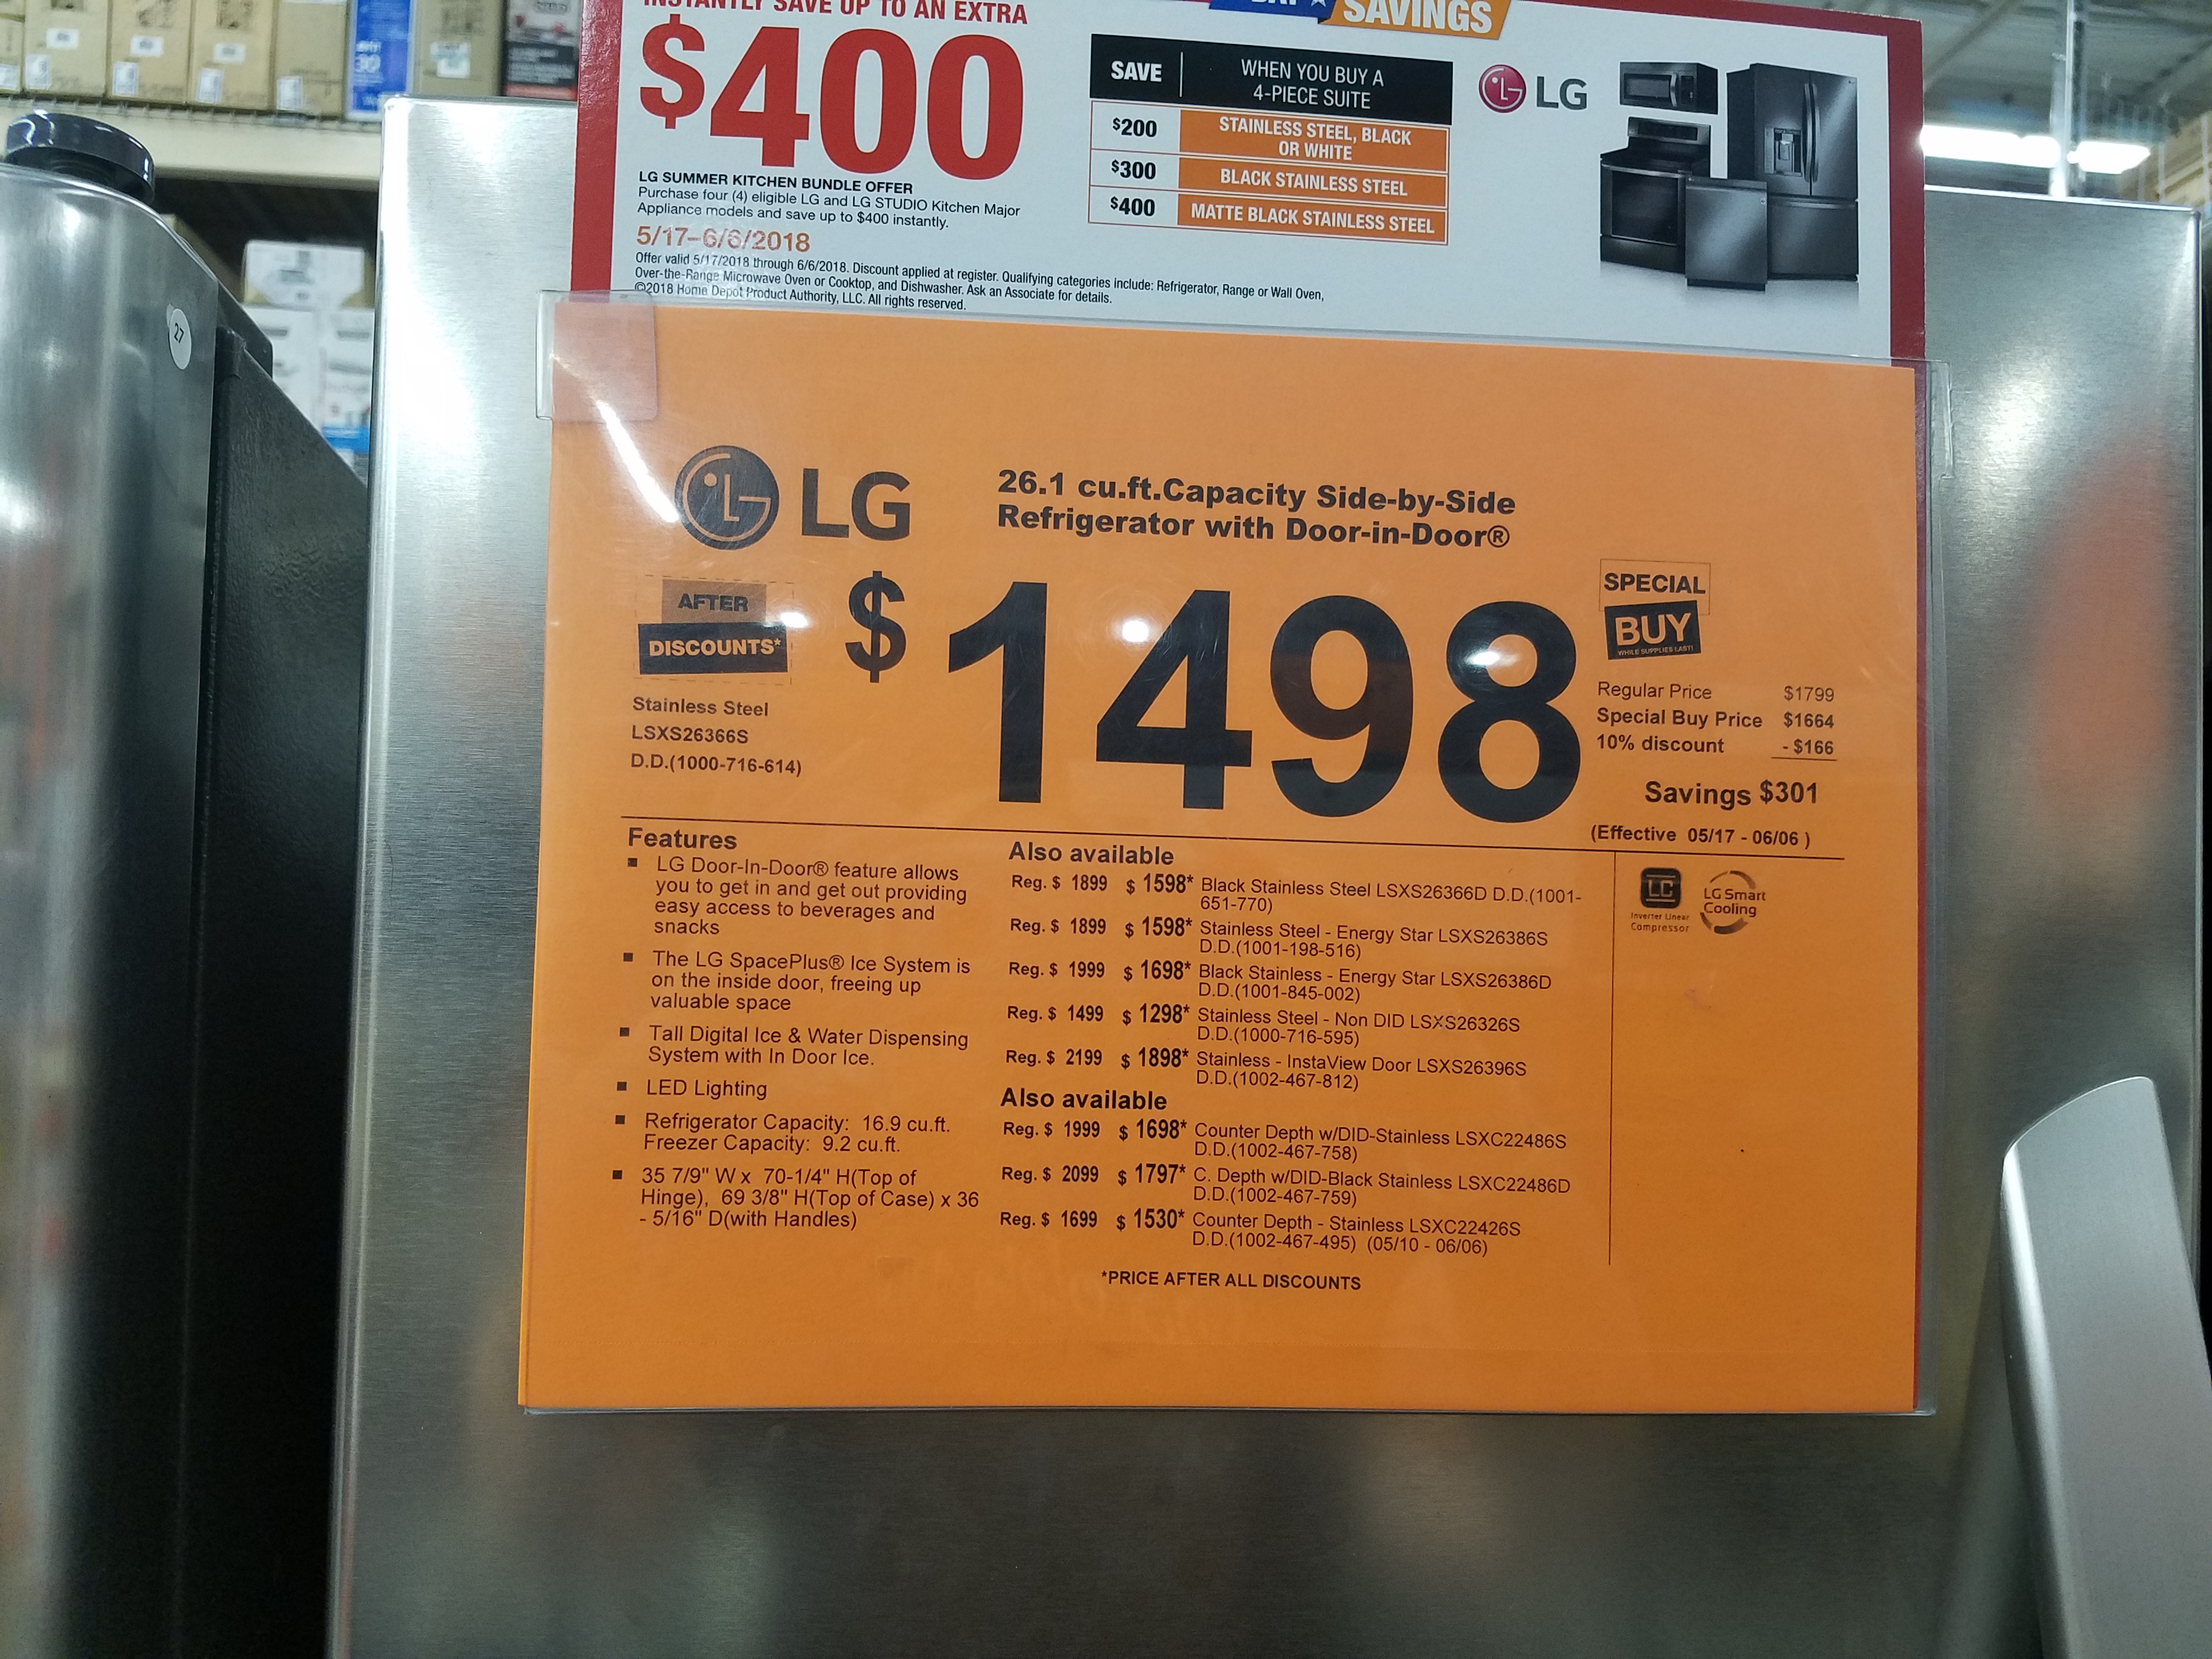 INSTANTLY SAVE UP TO AN EXTRA
$400
LG SUMMER KITCHEN BUNDLE OFFER
Purchase four (4) eligible LG and LG STUDIO Kitchen Major
Appliance models and save up to $400 instantly.
5/17–6/6/2018
Offer valid 5/17/2018 through 6/6/2018. Discount applied at register. Qualifying categories include: Refrigerator, Range or Wall Oven,
Over-the-Range Microwave Oven or Cooktop, and Dishwasher. Ask an Associate for details.
©2018 Home Depot Product Authority, LLC. All rights reserved.
SAVINGS
SAVE WHEN YOU BUY A
4-PIECE SUITE
$200 STAINLESS STEEL, BLACK
OR WHITE
$300 BLACK STAINLESS STEEL
$400 MATTE BLACK STAINLESS STEEL
LG
27
LG
26.1 cu.ft.Capacity Side-by-Side
Refrigerator with Door-in-Door®
AFTER
DISCOUNTS*
$1498
SPECIAL
BUY
WHILE SUPPLIES LAST!
Stainless Steel
LSXS26366S
D.D.(1000-716-614)
Regular Price $1799
Special Buy Price $1664
10% discount - $166
Savings $301
(Effective 05/17 - 06/06 )
Features
▪ LG Door-In-Door® feature allows
you to get in and get out providing
easy access to beverages and
snacks
▪ The LG SpacePlus® Ice System is
on the inside door, freeing up
valuable space
▪ Tall Digital Ice & Water Dispensing
System with In Door Ice.
▪ LED Lighting
▪ Refrigerator Capacity: 16.9 cu.ft.
Freezer Capacity: 9.2 cu.ft.
▪ 35 7/9" W x 70-1/4" H(Top of
Hinge), 69 3/8" H(Top of Case) x 36
- 5/16" D(with Handles)
Also available
Reg. $ 1899 $ 1598* Black Stainless Steel LSXS26366D D.D.(1001-
651-770)
Reg. $ 1899 $ 1598* Stainless Steel - Energy Star LSXS26386S
D.D.(1001-198-516)
Reg. $ 1999 $ 1698* Black Stainless - Energy Star LSXS26386D
D.D.(1001-845-002)
Reg. $ 1499 $ 1298* Stainless Steel - Non DID LSXS26326S
D.D.(1000-716-595)
Reg. $ 2199 $ 1898* Stainless - InstaView Door LSXS26396S
D.D.(1002-467-812)
Also available
Reg. $ 1999 $ 1698* Counter Depth w/DID-Stainless LSXC22486S
D.D.(1002-467-758)
Reg. $ 2099 $ 1797* C. Depth w/DID-Black Stainless LSXC22486D
D.D.(1002-467-759)
Reg. $ 1699 $ 1530* Counter Depth - Stainless LSXC22426S
D.D.(1002-467-495) (05/10 - 06/06)
*PRICE AFTER ALL DISCOUNTS
LC
Inverter Linear
Compressor
LG Smart
Cooling